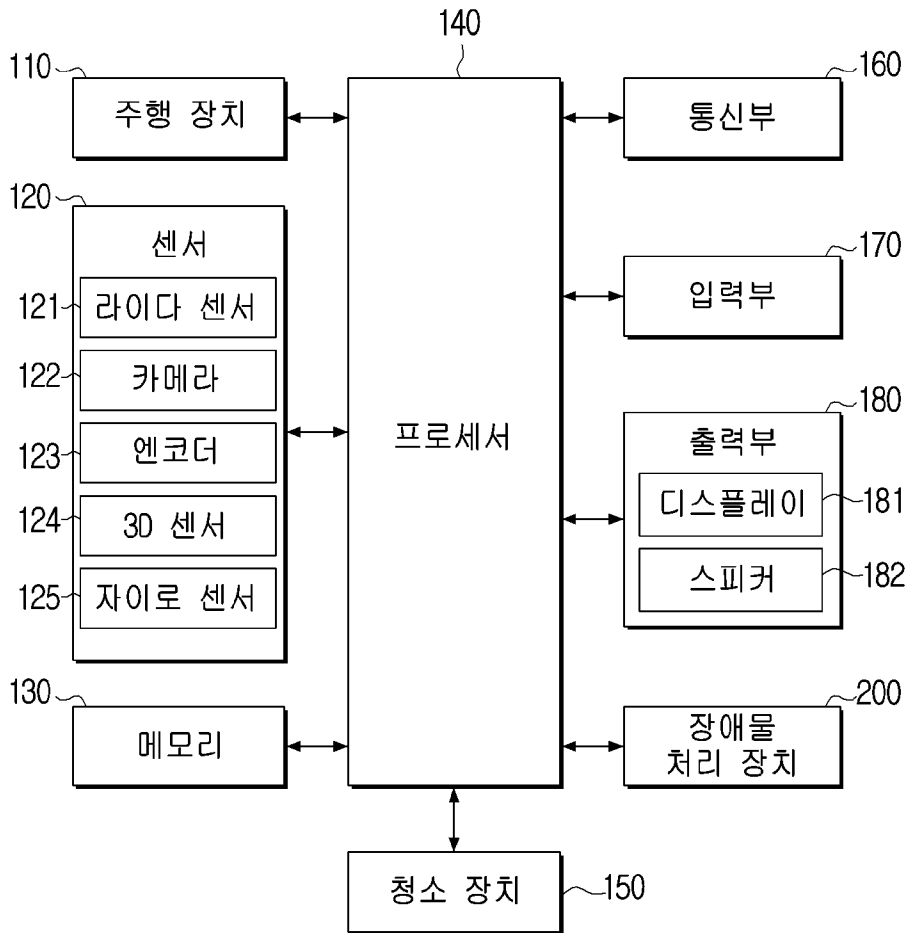 140
110
주행 장치
160
통신부
120
센서
121
라이다 센서
122
카메라
123
엔코더
124
3D 센서
125
자이로 센서
프로세서
170
입력부
180
출력부
디스플레이
181
스피커
182
130
메모리
200
장애물
처리 장치
청소 장치
150